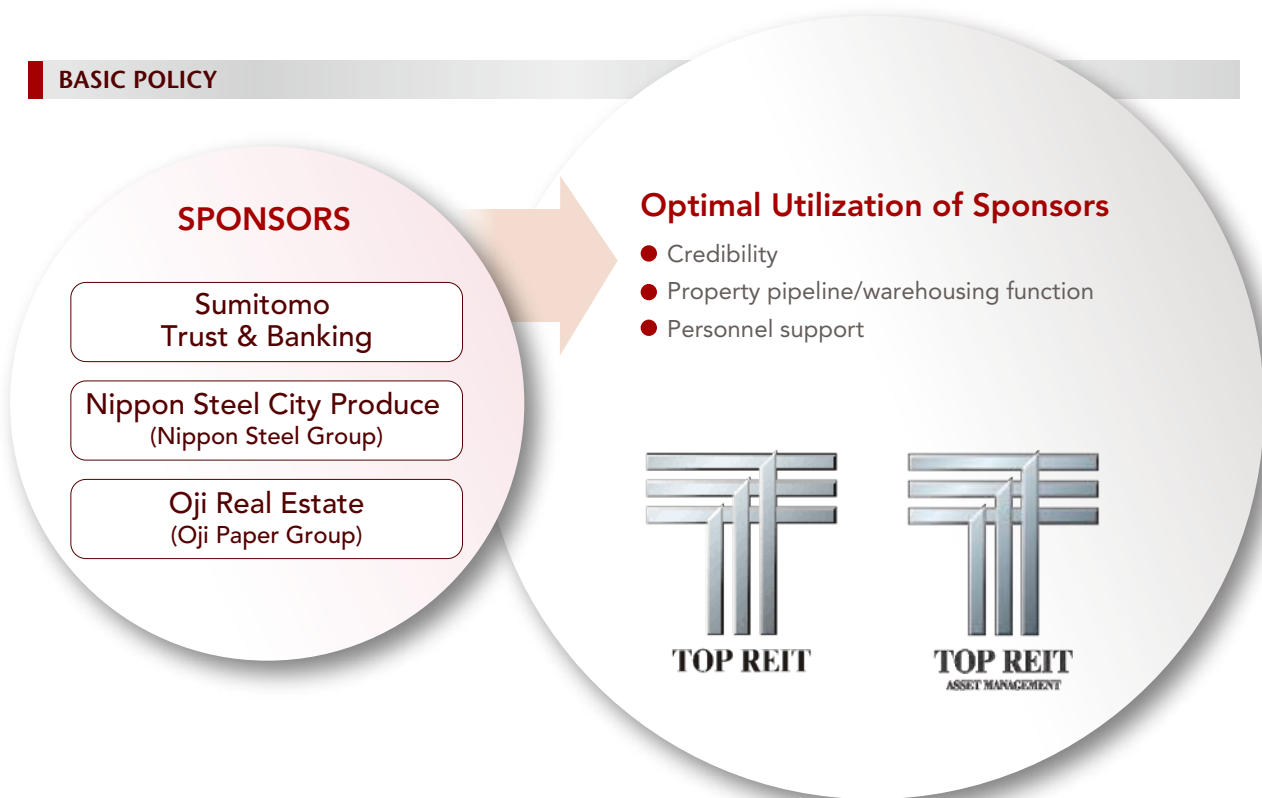 BASIC POLICY
SPONSORS
Sumitomo
Trust & Banking
Nippon Steel City Produce
(Nippon Steel Group)
Oji Real Estate
(Oji Paper Group)
Optimal Utilization of Sponsors
Credibility
Property pipeline/warehousing function
Personnel support
TOP REIT
TOP REIT
ASSET MANAGEMENT